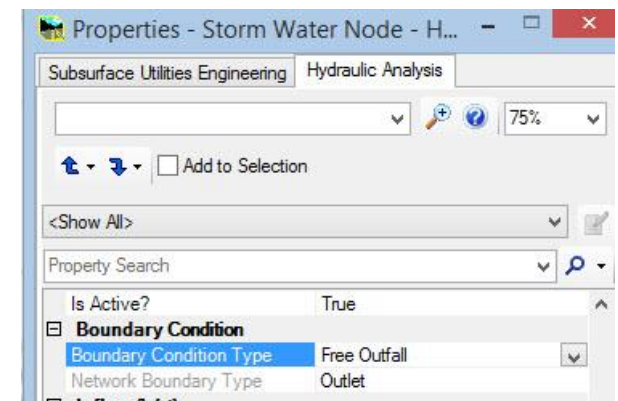 Properties - Storm Water Node - H...
Subsurface Utilities Engineering Hydraulic Analysis
75%
Add to Selection
<Show All>
Property Search
Is Active? True
Boundary Condition
Boundary Condition Type Free Outfall
Network Boundary Type Outlet